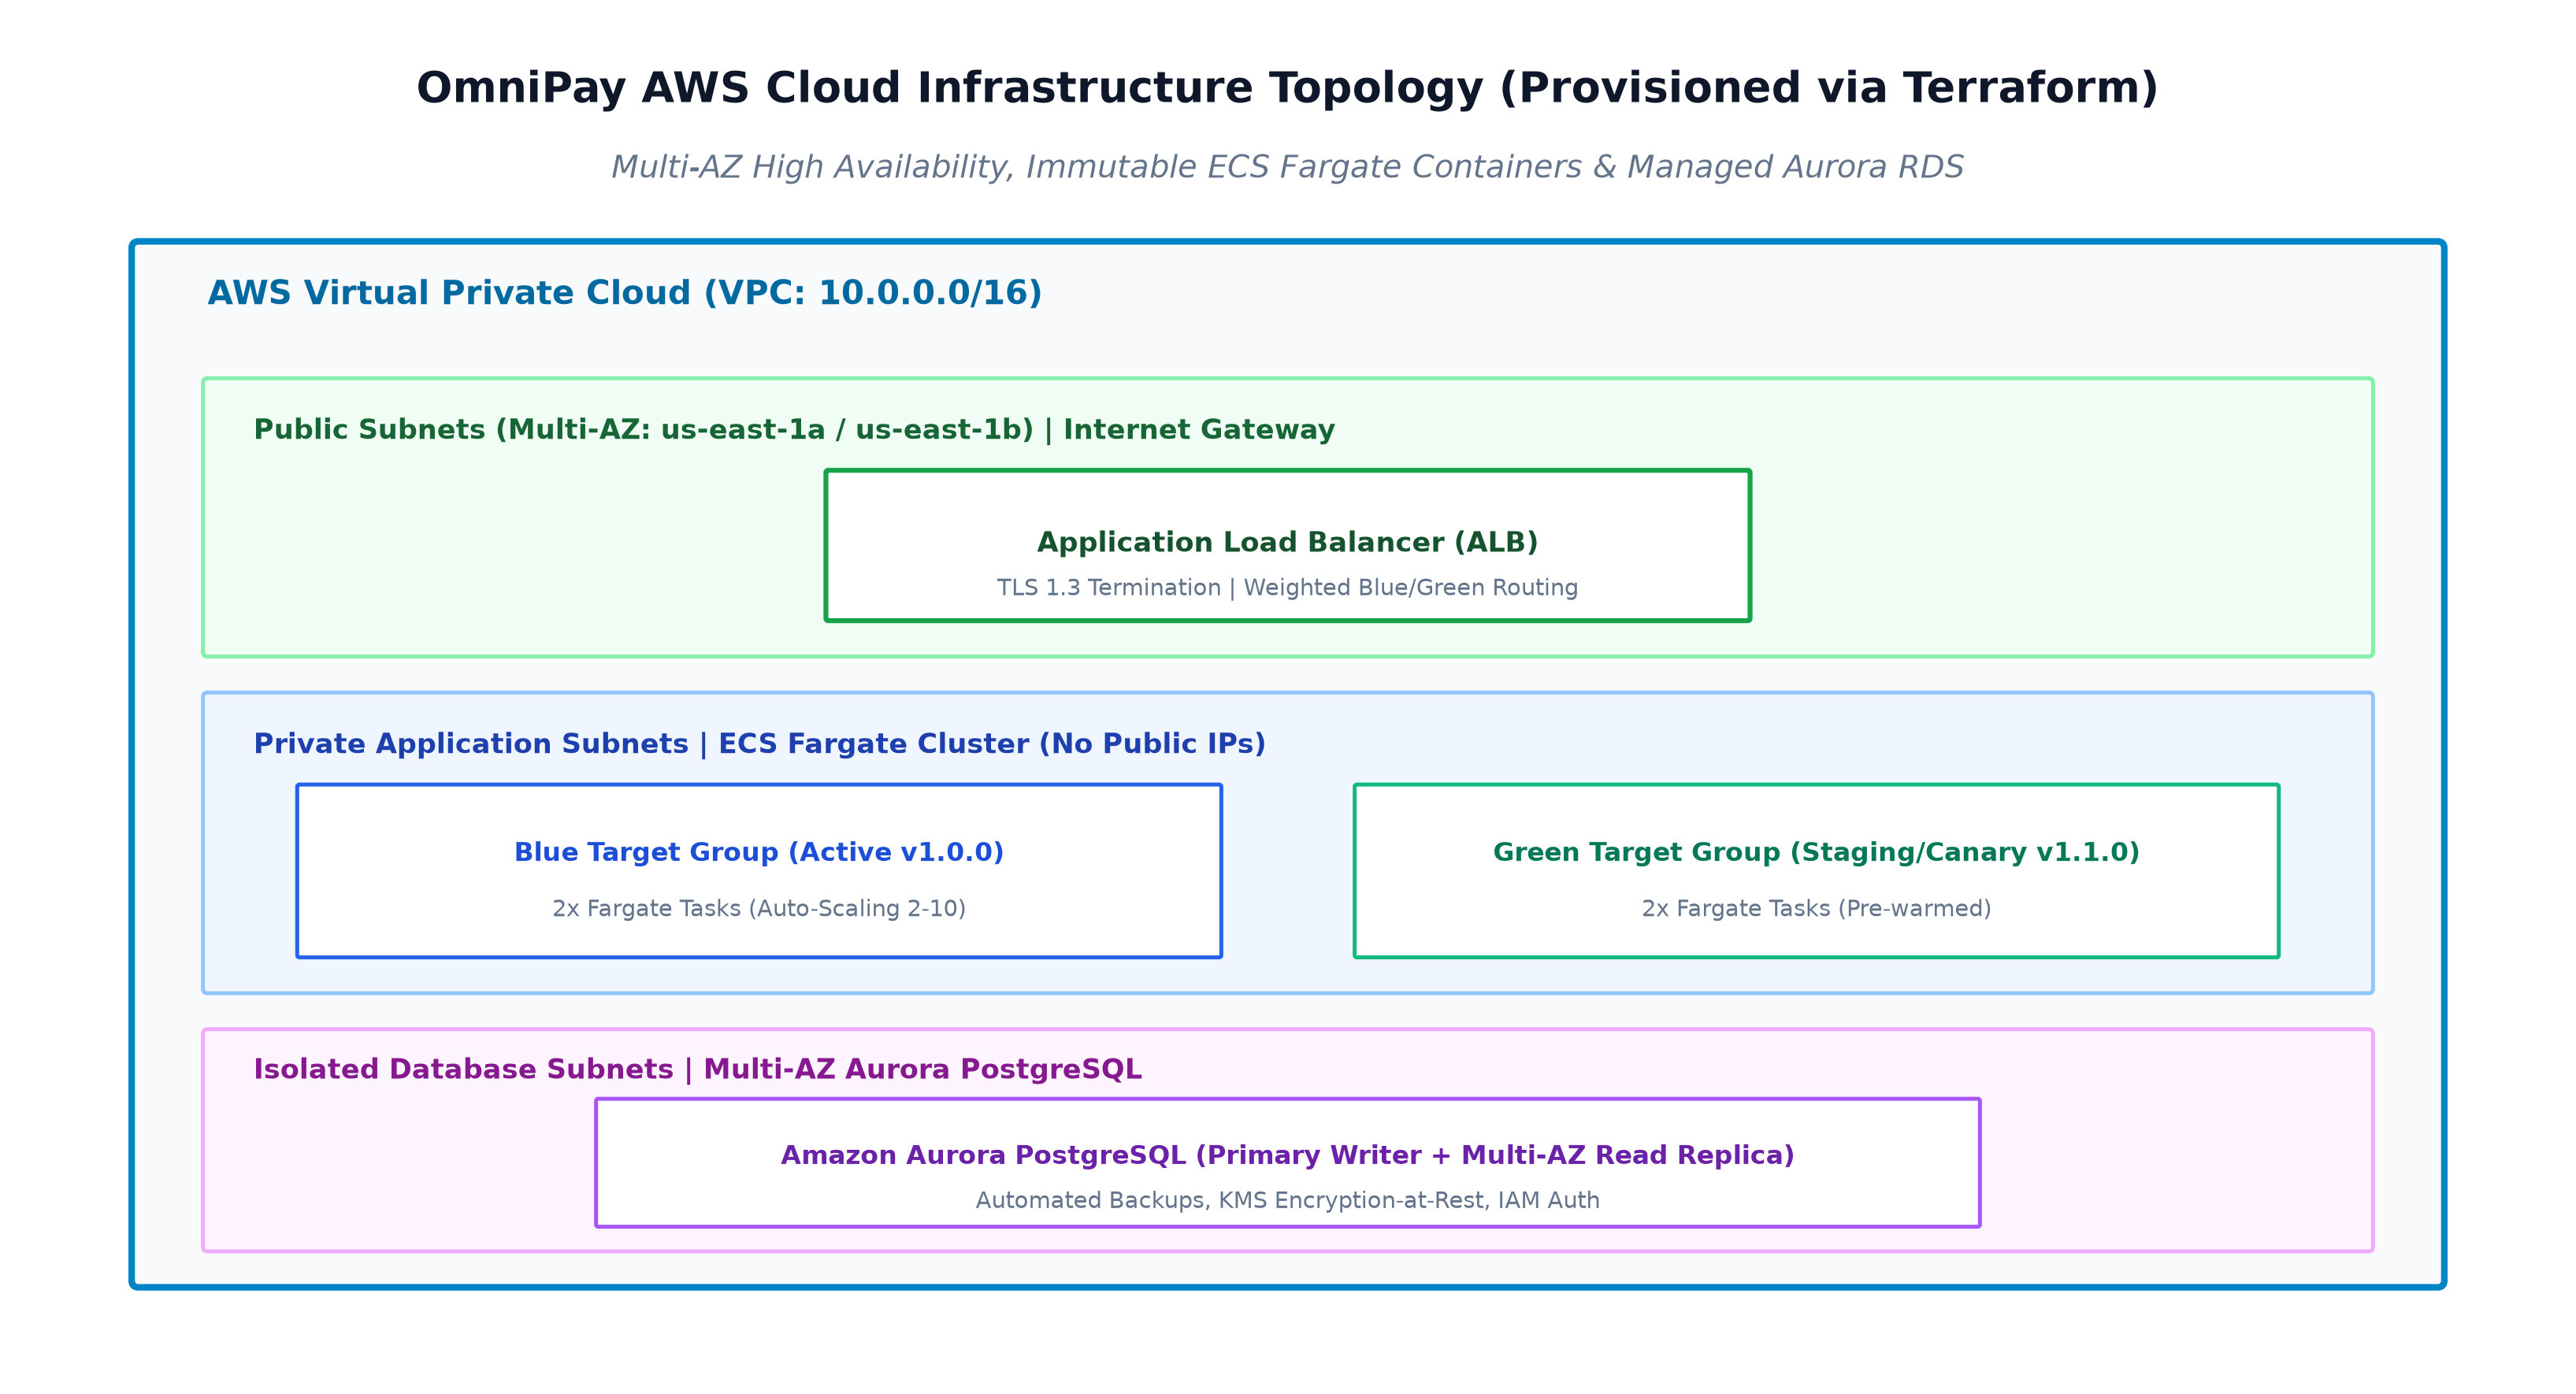 OmniPay AWS Cloud Infrastructure Topology (Provisioned via Terraform)
Multi-AZ High Availability, Immutable ECS Fargate Containers & Managed Aurora RDS
AWS Virtual Private Cloud (VPC: 10.0.0.0/16)
Public Subnets (Multi-AZ: us-east-1a / us-east-1b) | Internet Gateway
Application Load Balancer (ALB)
TLS 1.3 Termination | Weighted Blue/Green Routing
Private Application Subnets | ECS Fargate Cluster (No Public IPs)
Blue Target Group (Active v1.0.0)
2x Fargate Tasks (Auto-Scaling 2-10)
Green Target Group (Staging/Canary v1.1.0)
2x Fargate Tasks (Pre-warmed)
Isolated Database Subnets | Multi-AZ Aurora PostgreSQL
Amazon Aurora PostgreSQL (Primary Writer + Multi-AZ Read Replica)
Automated Backups, KMS Encryption-at-Rest, IAM Auth